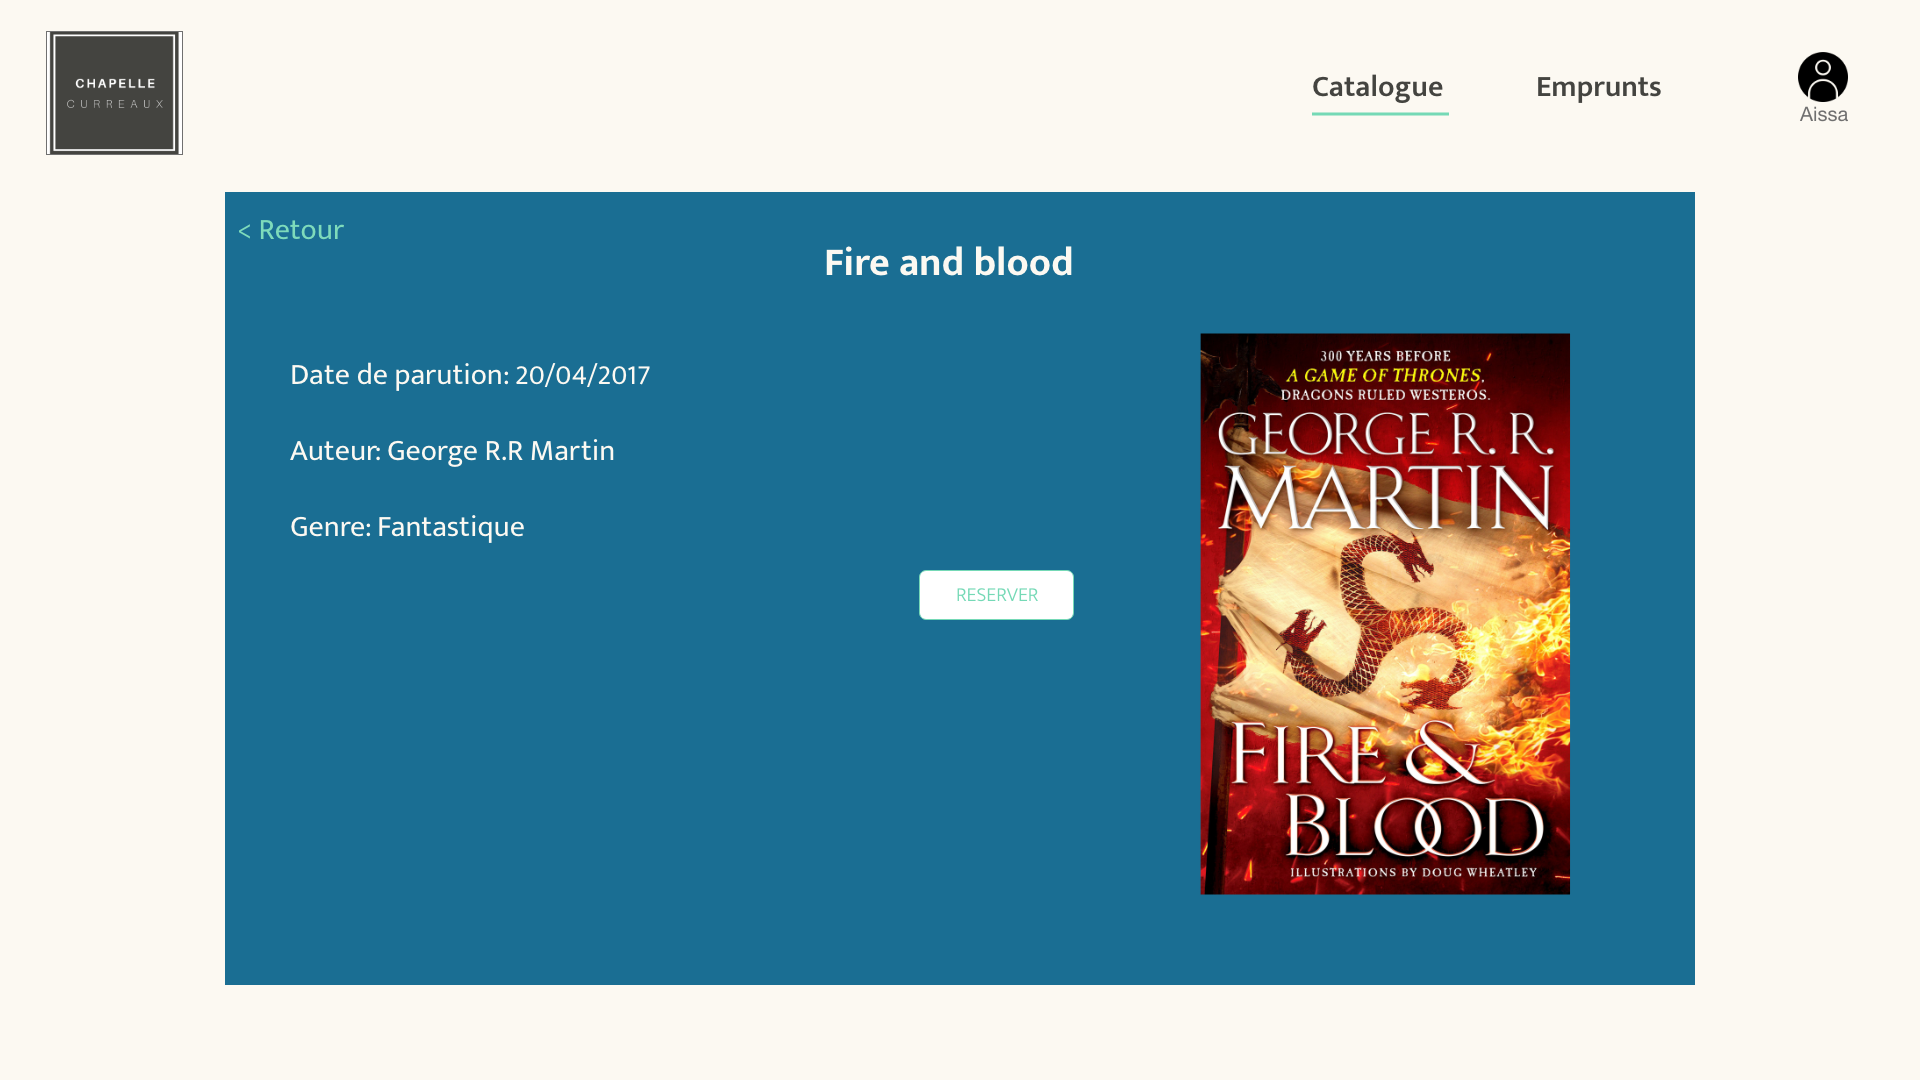 CHAPELLE
CURREAUX
Catalogue
Emprunts
Aissa
< Retour
Fire and blood
Date de parution: 20/04/2017
Auteur: George R.R Martin
Genre: Fantastique
RESERVER
300 YEARS BEFORE
A GAME OF THRONES,
DRAGONS RULED WESTEROS.
GEORGE R. R.
MARTIN
FIRE &
BLOOD
ILLUSTRATIONS BY DOUG WHEATLEY